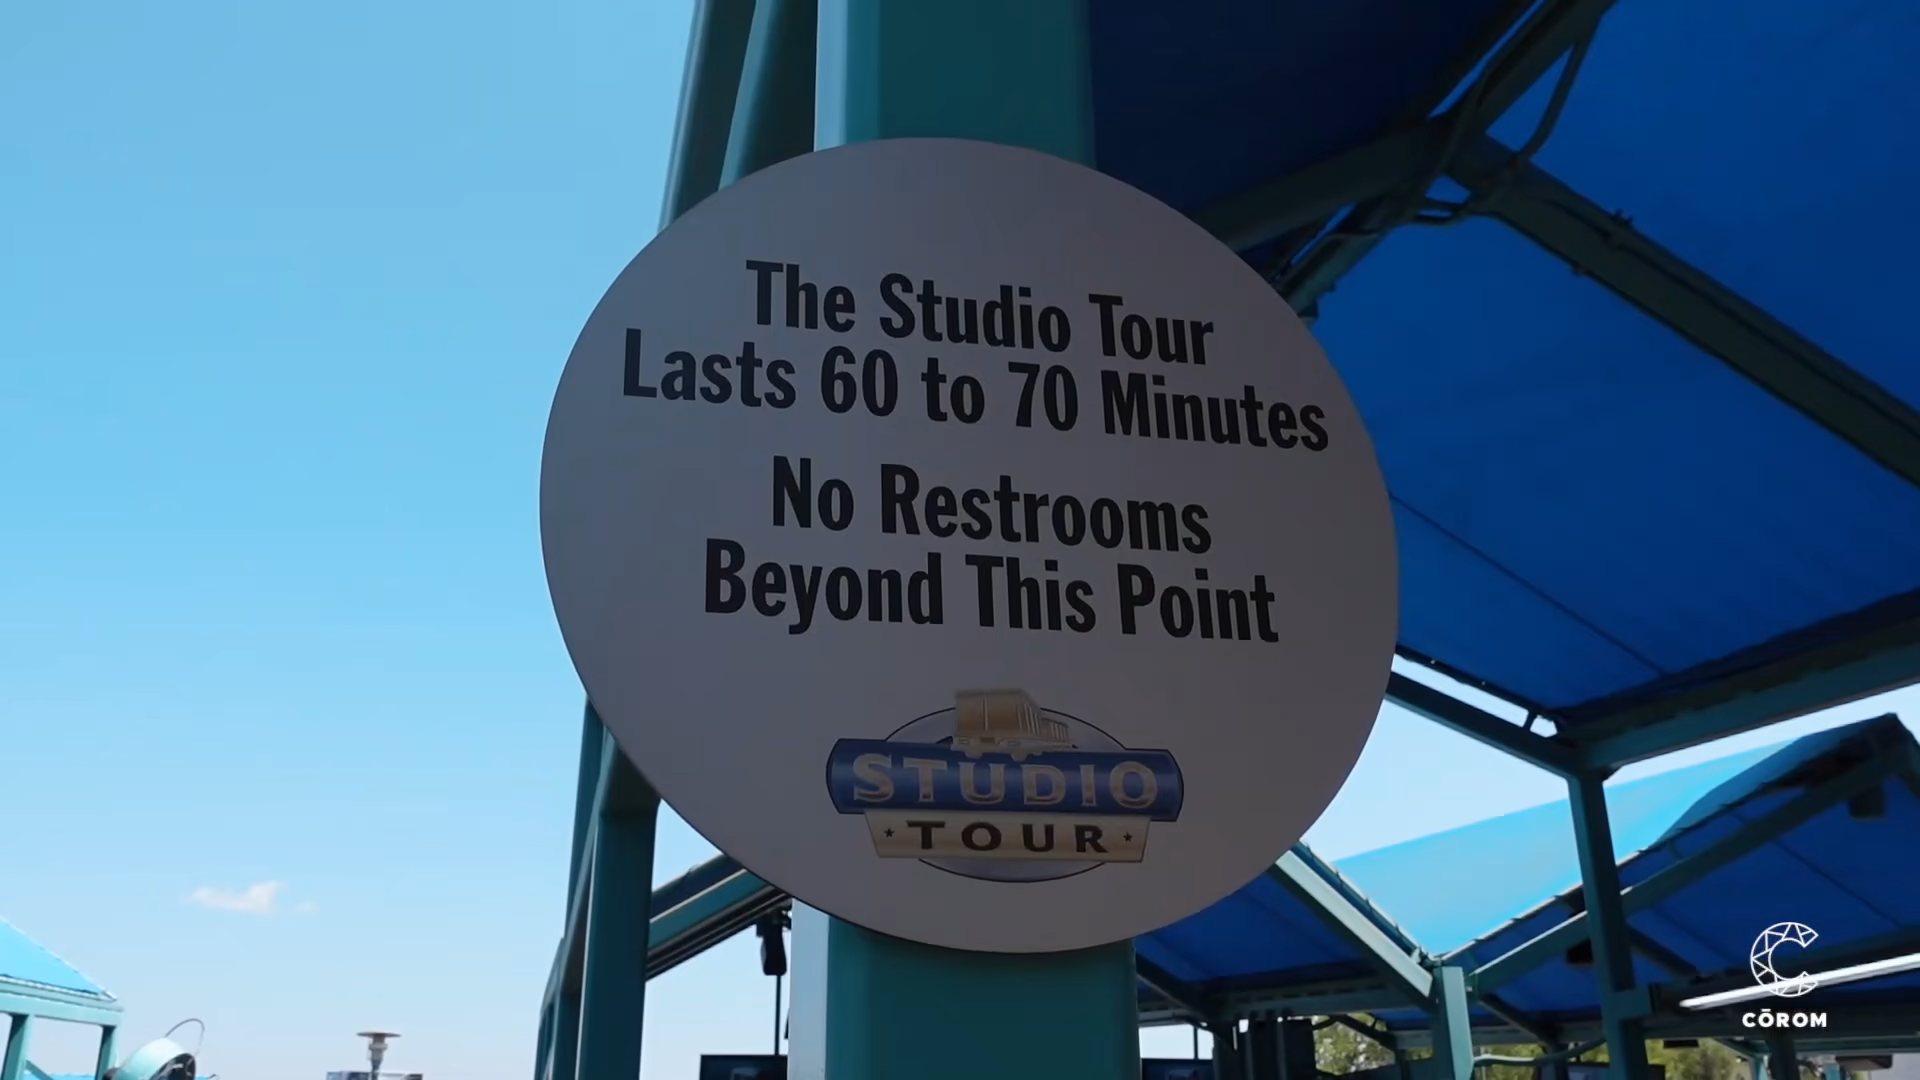 The Studio Tour
Lasts 60 to 70 Minutes
No Restrooms
Beyond This Point
STUDIO
TOUR
CŌROM